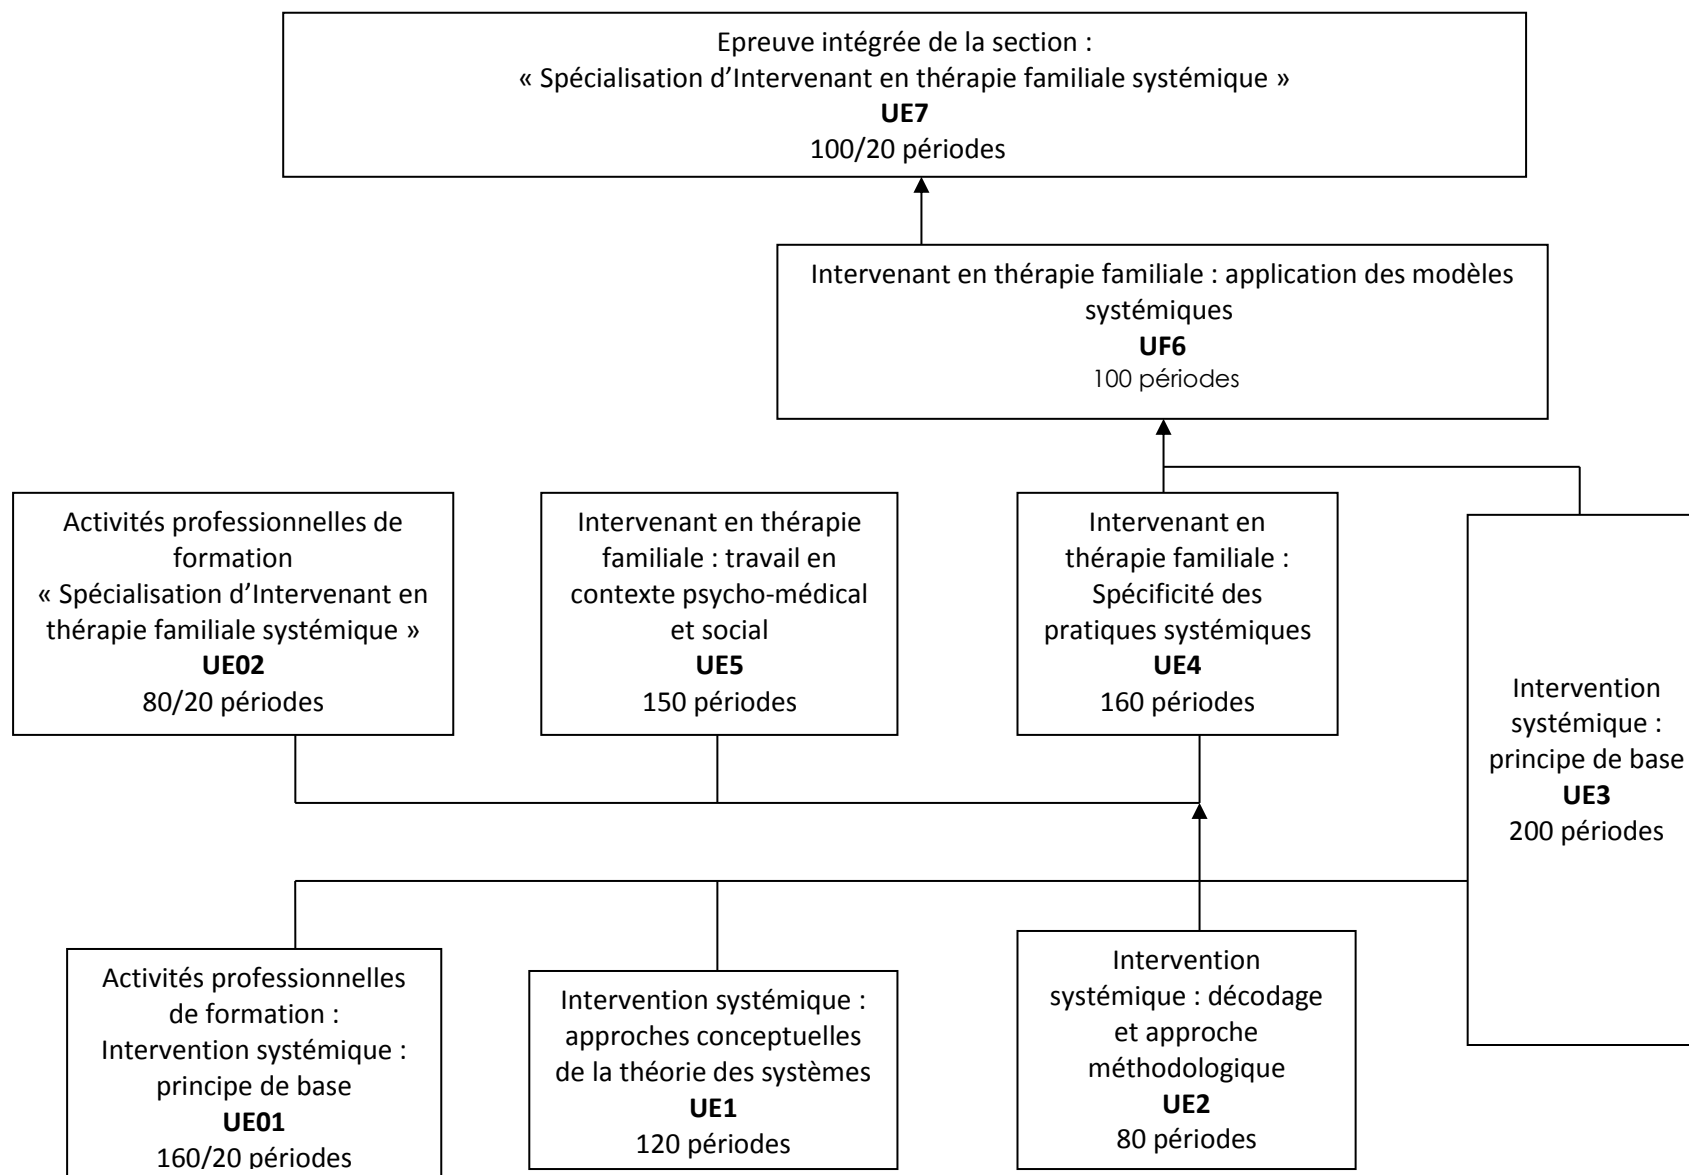 Epreuve intégrée de la section :
« Spécialisation d’Intervenant en thérapie familiale systémique »
UE7
100/20 périodes
Intervenant en thérapie familiale : application des modèles
systémiques
UF6
100 périodes
Activités professionnelles de
formation
« Spécialisation d’Intervenant en
thérapie familiale systémique »
UE02
80/20 périodes
Intervenant en thérapie
familiale : travail en
contexte psycho-médical
et social
UE5
150 périodes
Intervenant en
thérapie familiale :
Spécificité des
pratiques systémiques
UE4
160 périodes
Intervention
systémique :
principe de base
UE3
200 périodes
Activités professionnelles
de formation :
Intervention systémique :
principe de base
UE01
160/20 périodes
Intervention systémique :
approches conceptuelles
de la théorie des systèmes
UE1
120 périodes
Intervention
systémique : décodage
et approche
méthodologique
UE2
80 périodes